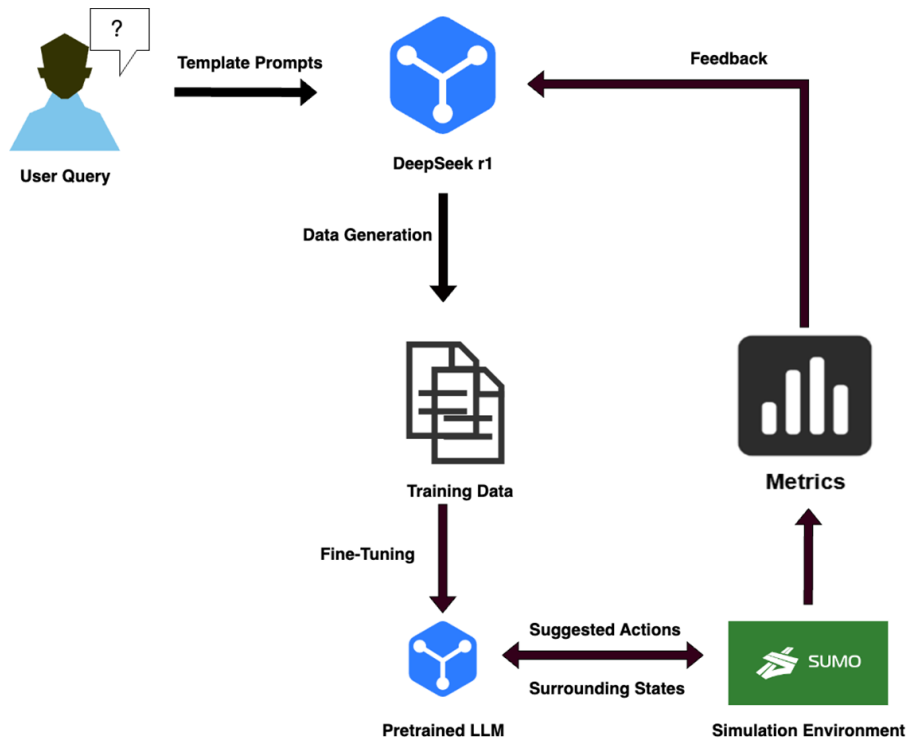 ?
Template Prompts
Feedback
DeepSeek r1
User Query
Data Generation
Metrics
Training Data
Fine-Tuning
Suggested Actions
SUMO
Surrounding States
Pretrained LLM
Simulation Environment